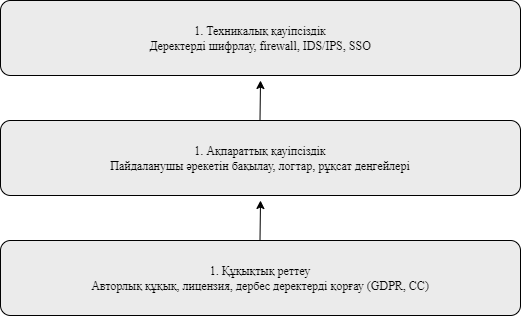 1. Техникалық қауіпсіздік
Деректерді шифрлау, firewall, IDS/IPS, SSO
1. Ақпараттық қауіпсіздік
Пайдаланушы әрекетін бақылау, логтар, рұқсат деңгейлері
1. Құқықтық реттеу
Авторлық құқық, лицензия, дербес деректерді қорғау (GDPR, CC)